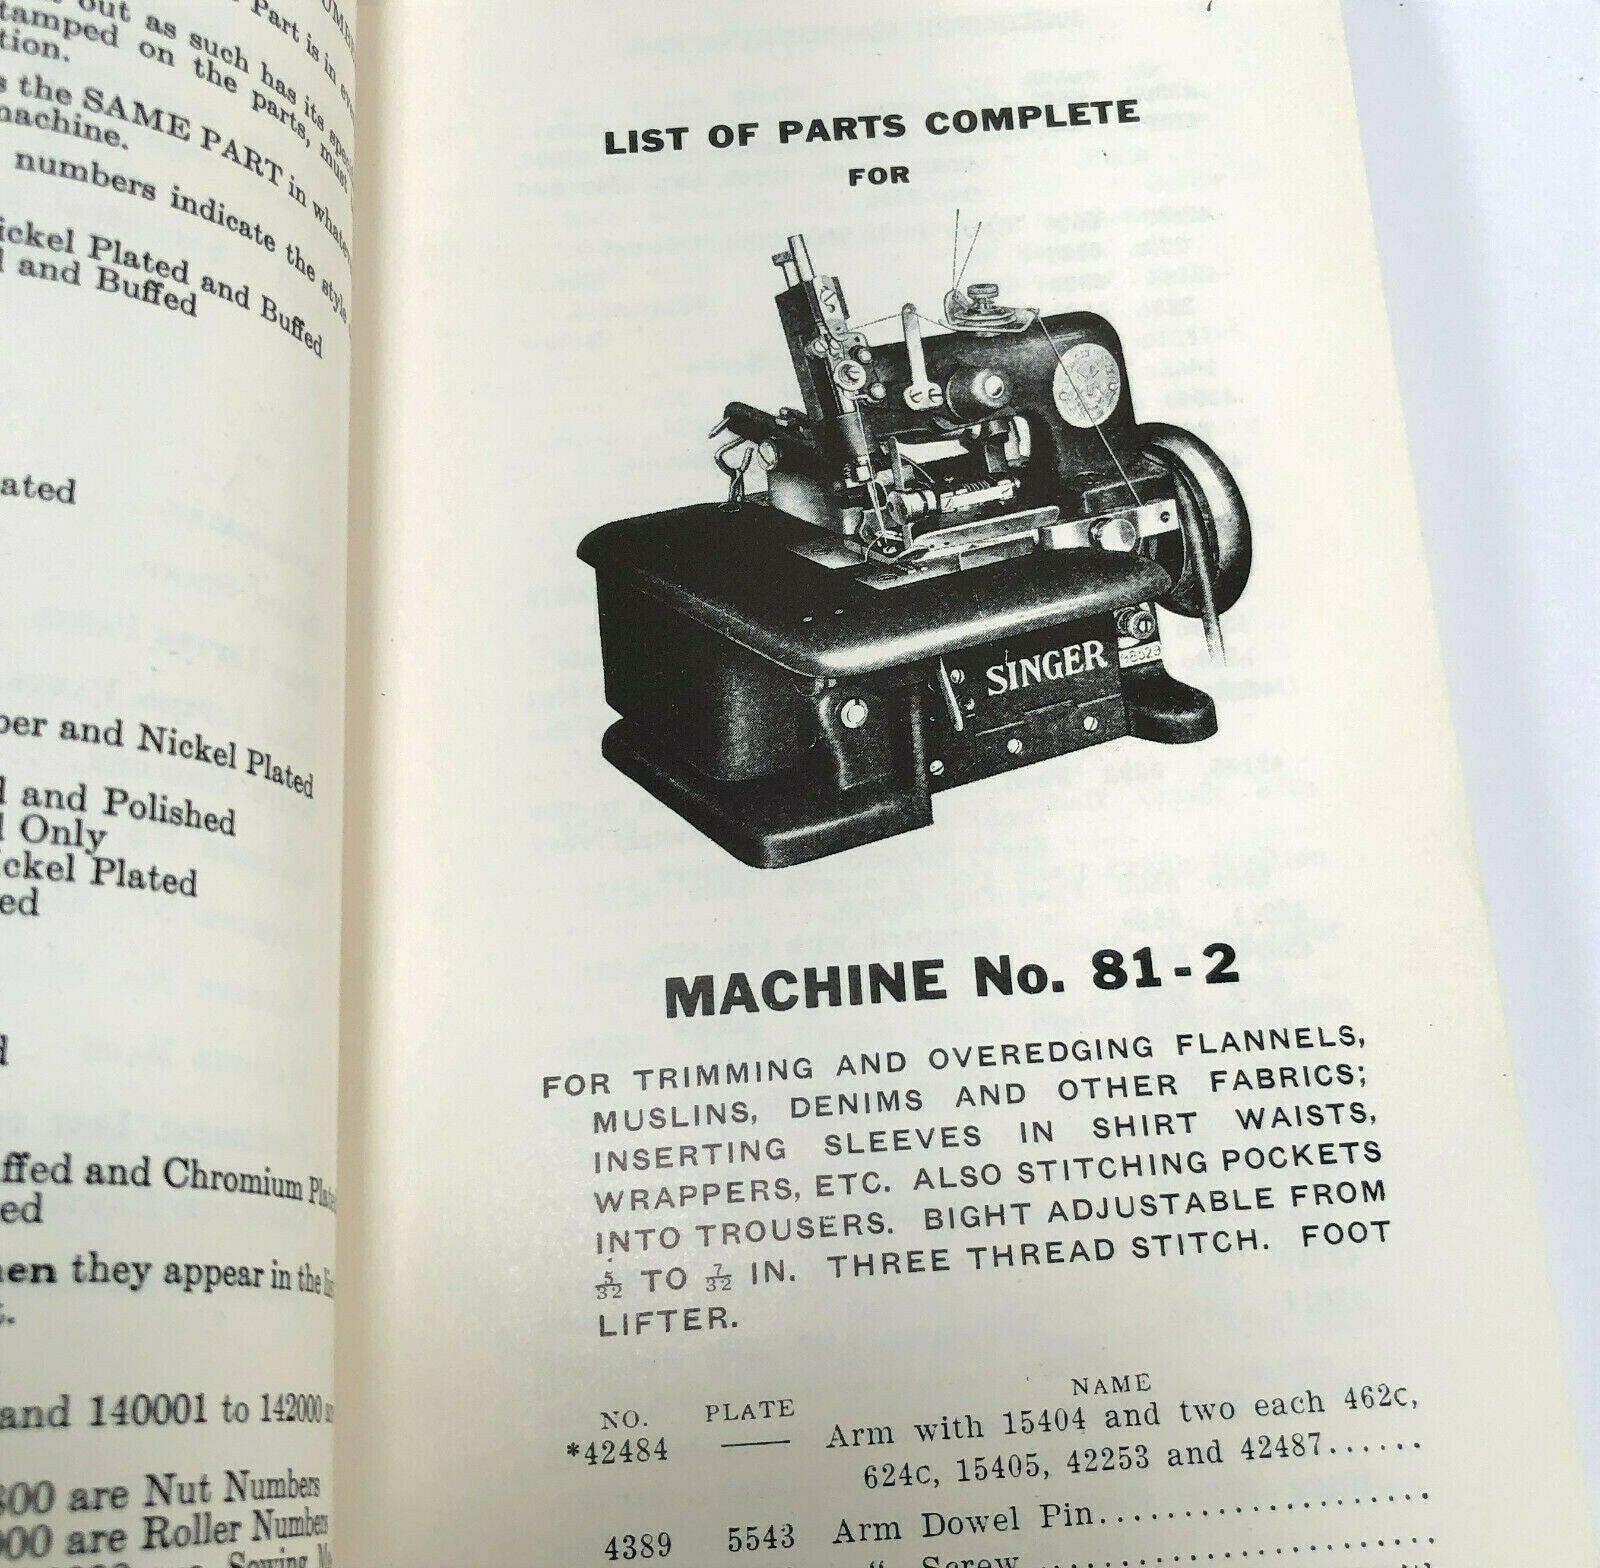 Part is in
out as such has its
stamped on the parts, must
tion.
s the SAME PART in
machine.
numbers indicate the style
ickel Plated and Buffed
l and Buffed
ated
per and Nickel Plated
d and Polished
l Only
ickel Plated
ed
d
ffed and Chromium
ed
hen they appear in the
t.
and 140001 to 142000
300 are Nut Numbers
000 are Roller Numbers
LIST OF PARTS COMPLETE
FOR
SINGER
MACHINE No. 81-2
FOR TRIMMING AND OVEREDGING FLANNELS,
MUSLINS, DENIMS AND OTHER FABRICS;
INSERTING SLEEVES IN SHIRT WAISTS,
WRAPPERS, ETC. ALSO STITCHING POCKETS
INTO TROUSERS. BIGHT ADJUSTABLE FROM
5/32 TO 7/32 IN. THREE THREAD STITCH. FOOT
LIFTER.
NO. PLATE NAME
*42484 —— Arm with 15404 and two each 462C,
624C, 15405, 42253 and 42487......
4389 5543 Arm Dowel Pin......................
“ Screw......................